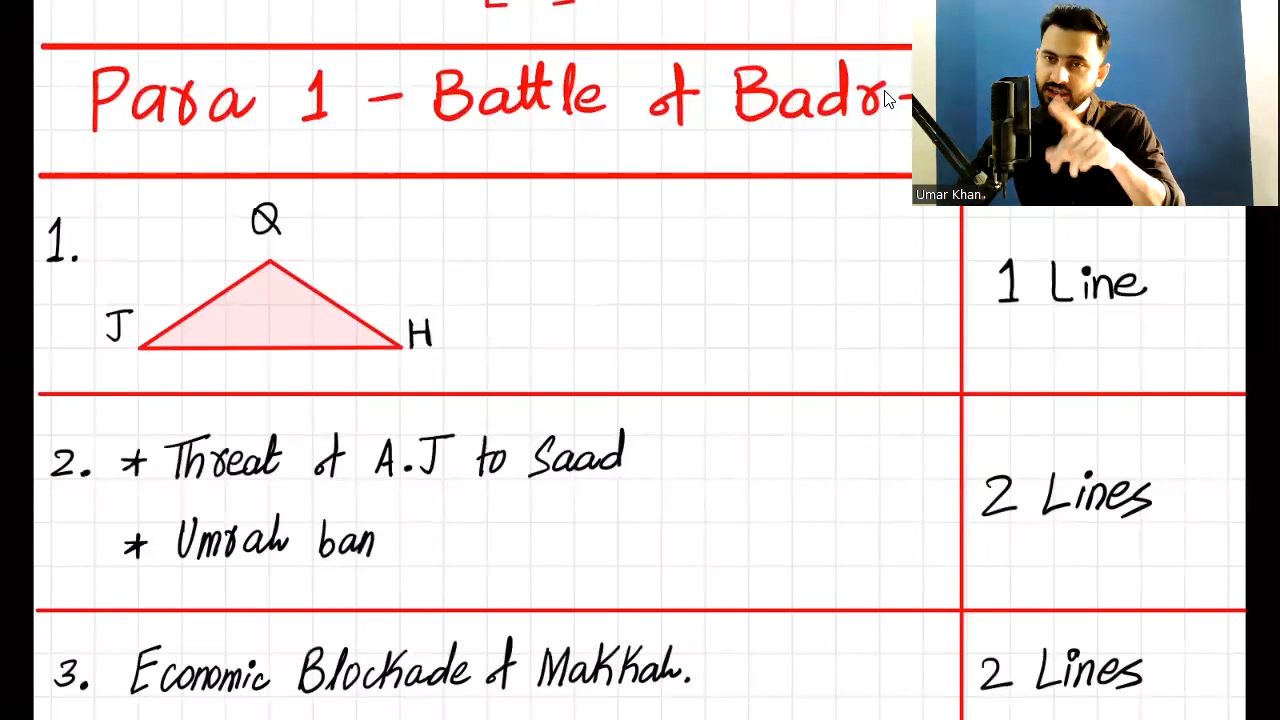 Para 1 - Battle of Badr -
Umar Khan
1.
Q
J
H
1 Line
2. * Threat of A.J to Saad
* Umrah ban
2 Lines
3. Economic Blockade of Makkah.
2 Lines